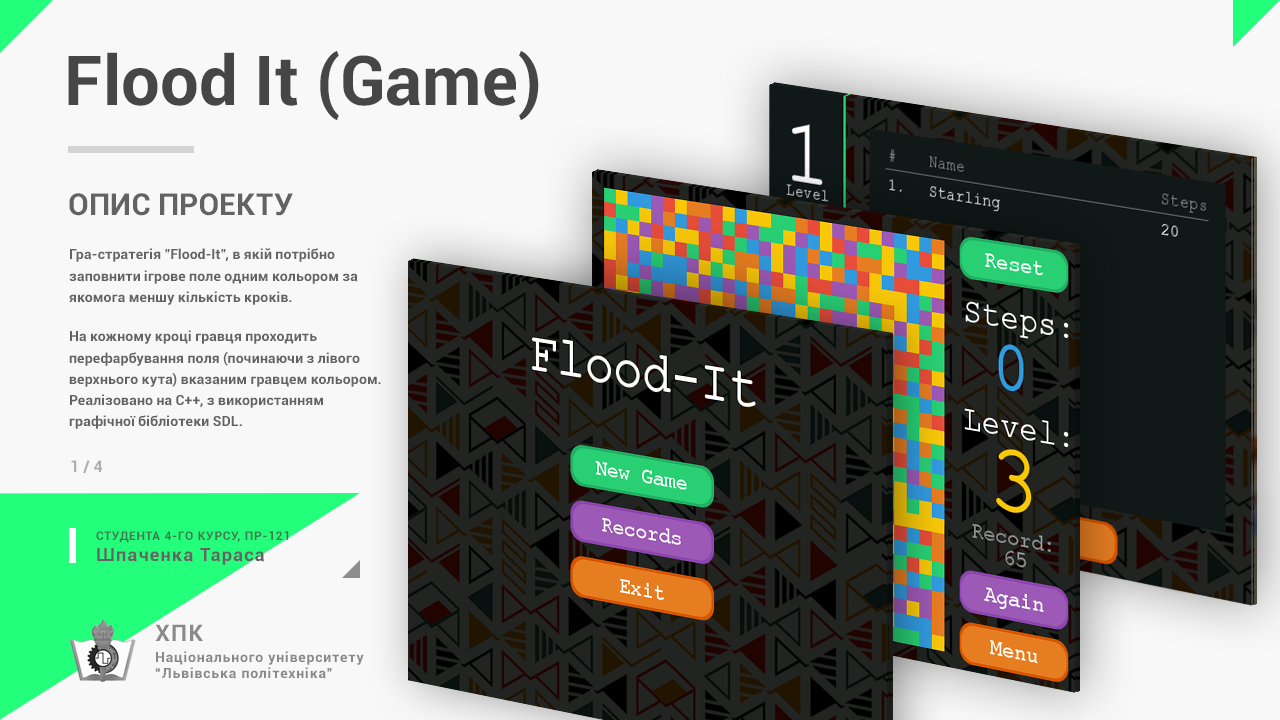 Flood It (Game)
ОПИС ПРОЕКТУ
Гра-стратегія "Flood-It", в якій потрібно
заповнити ігрове поле одним кольором за
якомога меншу кількість кроків.
На кожному кроці гравця проходить
перефарбування поля (починаючи з лівого
верхнього кута) вказаним гравцем кольором.
Реалізовано на С++, з використанням
графічної бібліотеки SDL.
1 / 4
СТУДЕНТА 4-ГО КУРСУ, ПР-121
Шпаченка Тараса
ХПК
Національного університету
"Львівська політехніка"
Flood-It
New Game
Records
Exit
Reset
Steps:
0
Level:
3
Record:
65
Again
Menu
1
Level
# Name Steps
1. Starling 20